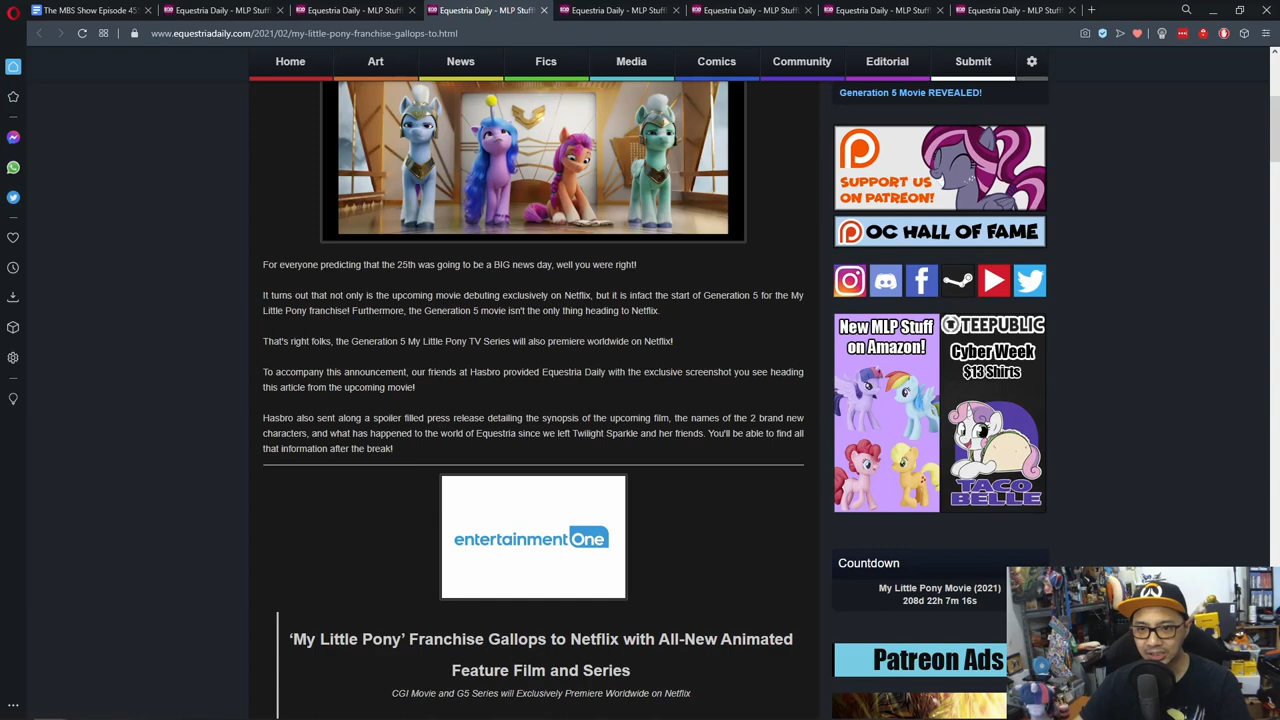 The MBS Show Episode 45
Equestria Daily - MLP Stuff
Equestria Daily - MLP Stuff
Equestria Daily - MLP Stuff
Equestria Daily - MLP Stuff
Equestria Daily - MLP Stuff
Equestria Daily - MLP Stuff
Equestria Daily - MLP Stuff
www.equestriadaily.com/2021/02/my-little-pony-franchise-gallops-to.html
Home Art News Fics Media Comics Community Editorial Submit
Generation 5 Movie REVEALED!
SUPPORT US
ON PATREON!
OC HALL OF FAME
For everyone predicting that the 25th was going to be a BIG news day, well you were right!
It turns out that not only is the upcoming movie debuting exclusively on Netflix, but it is infact the start of Generation 5 for the My
Little Pony franchise! Furthermore, the Generation 5 movie isn't the only thing heading to Netflix.
That's right folks, the Generation 5 My Little Pony TV Series will also premiere worldwide on Netflix!
To accompany this announcement, our friends at Hasbro provided Equestria Daily with the exclusive screenshot you see heading
this article from the upcoming movie!
Hasbro also sent along a spoiler filled press release detailing the synopsis of the upcoming film, the names of the 2 brand new
characters, and what has happened to the world of Equestria since we left Twilight Sparkle and her friends. You'll be able to find all
that information after the break!
New MLP Stuff
on Amazon!
TEEPUBLIC
Cyber Week
$13 Shirts
TACO
BELLE
entertainmentOne
Countdown
My Little Pony Movie (2021)
208d 22h 7m 16s
Patreon Ads
‘My Little Pony’ Franchise Gallops to Netflix with All-New Animated
Feature Film and Series
CGI Movie and G5 Series will Exclusively Premiere Worldwide on Netflix